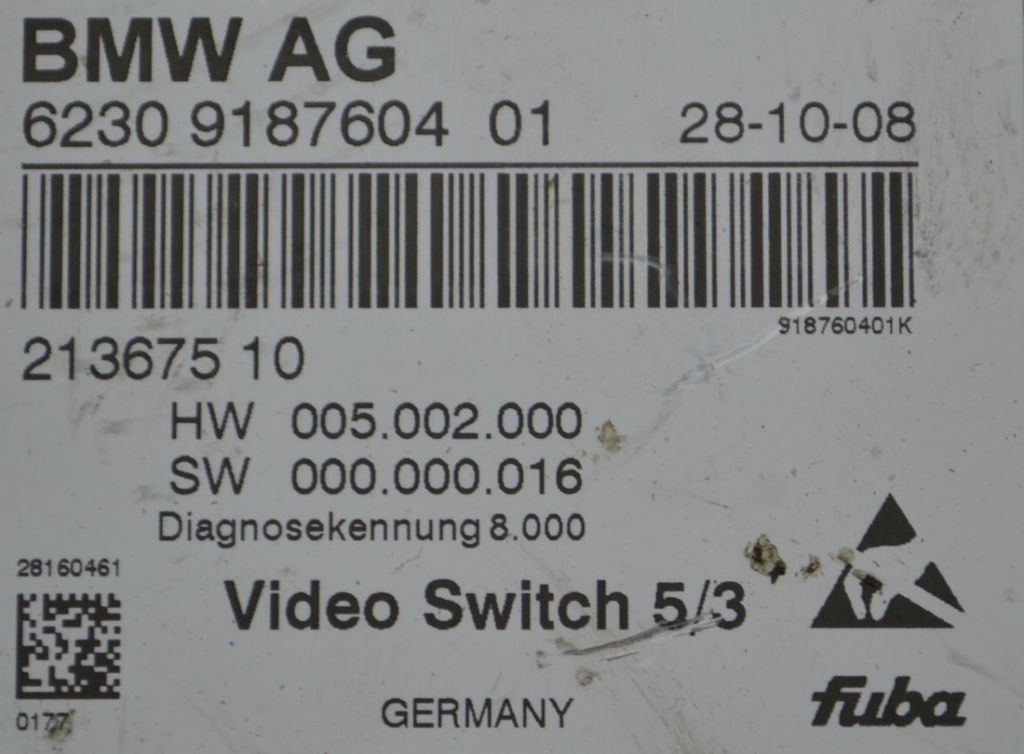 BMW AG
6230 9187604 01 28-10-08
918760401K
213675 10
HW 005.002.000
SW 000.000.016
Diagnosekennung 8.000
28160461
Video Switch 5/3
0177
GERMANY
fuba